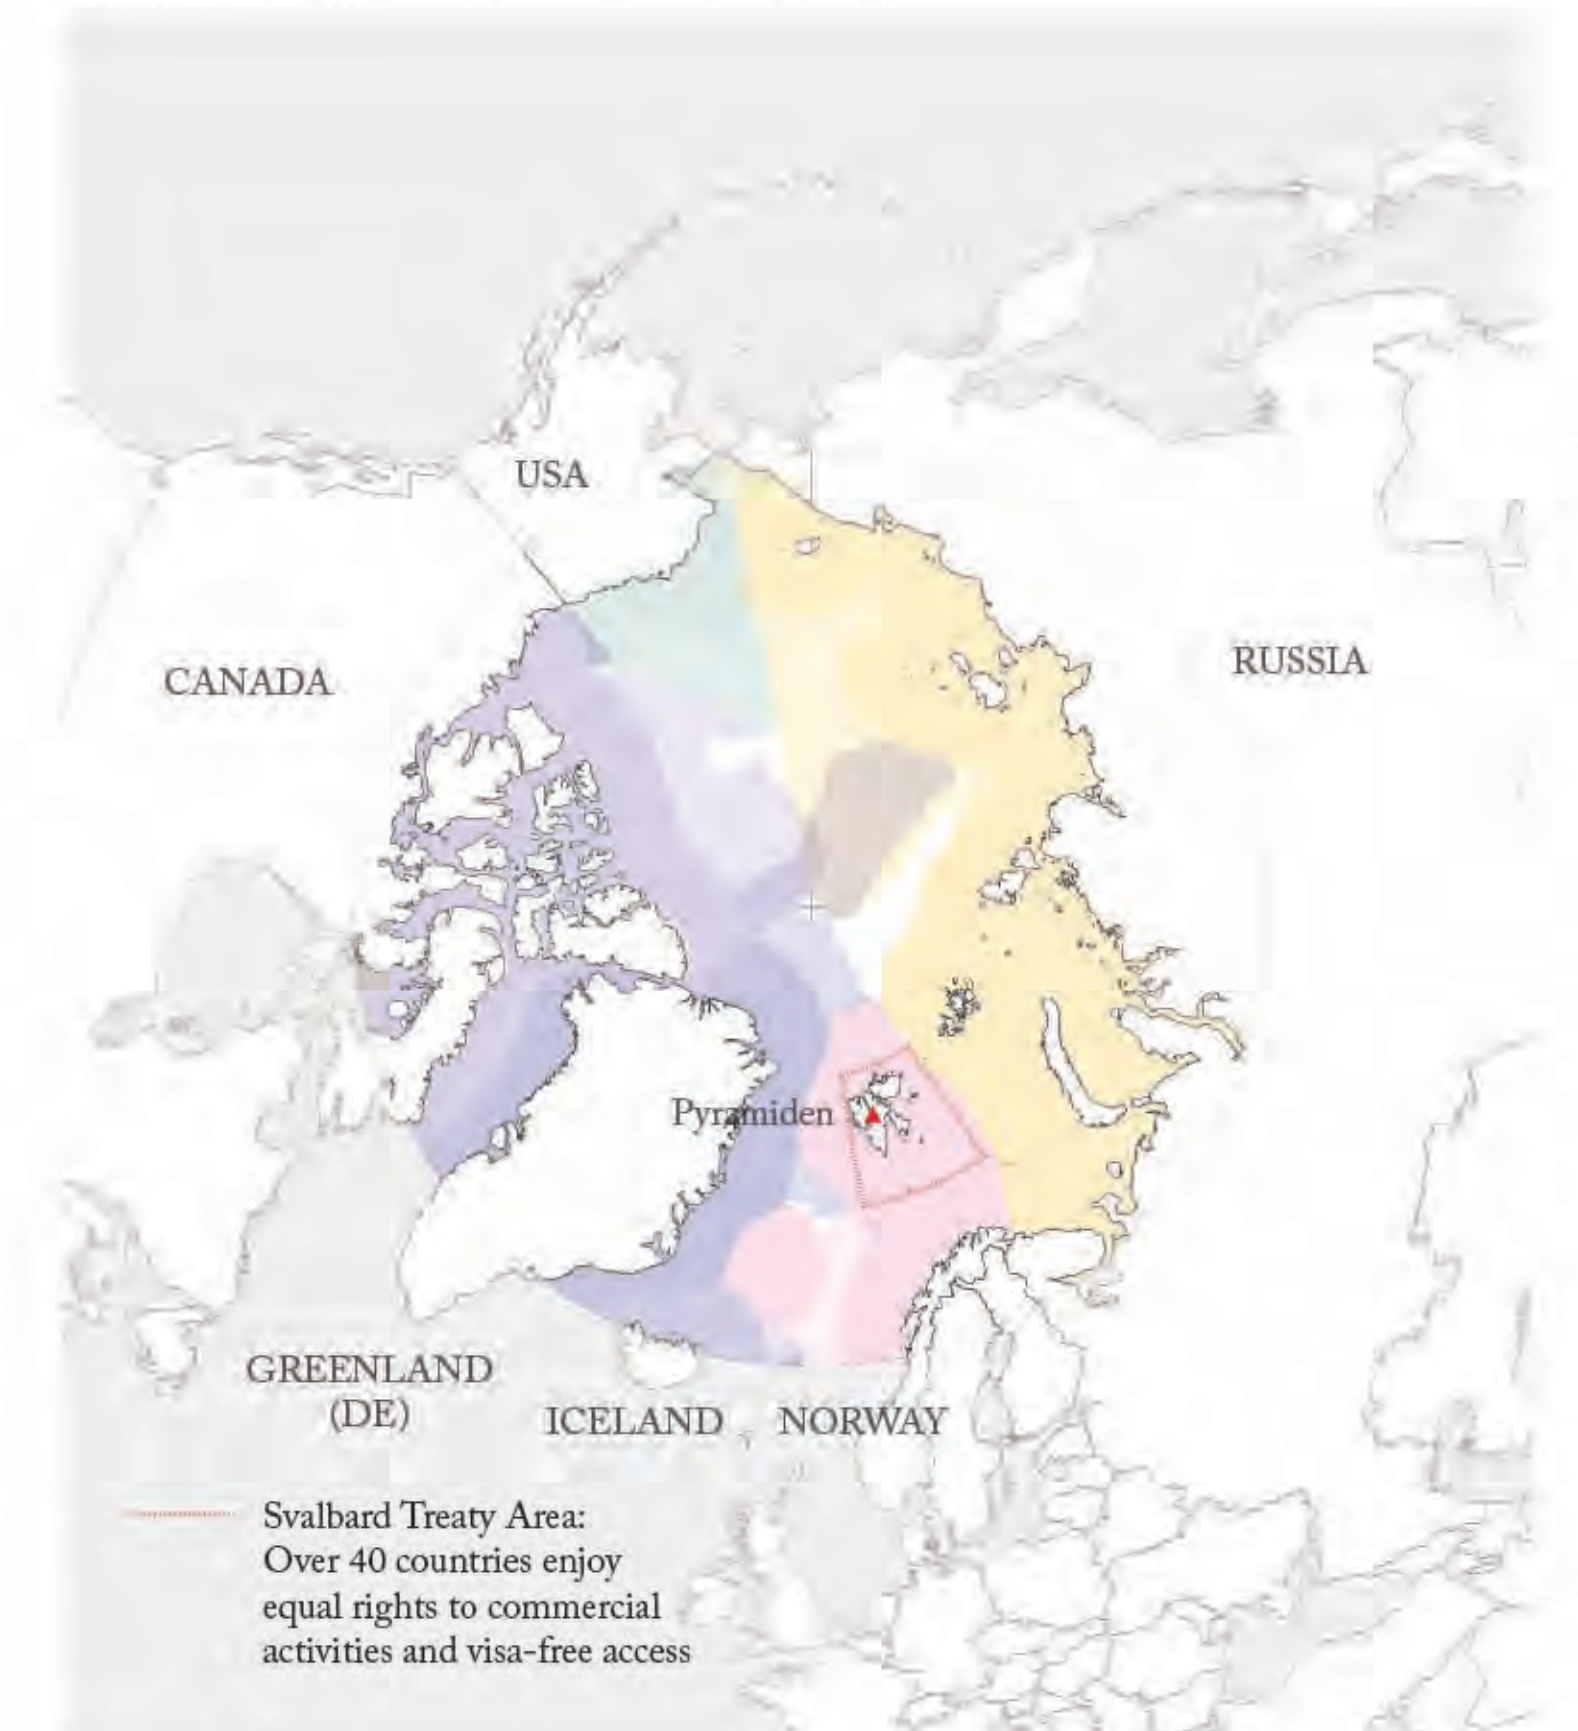 USA
CANADA
RUSSIA
Pyramiden
GREENLAND
(DE)
ICELAND
NORWAY
Svalbard Treaty Area:
Over 40 countries enjoy
equal rights to commercial
activities and visa-free access